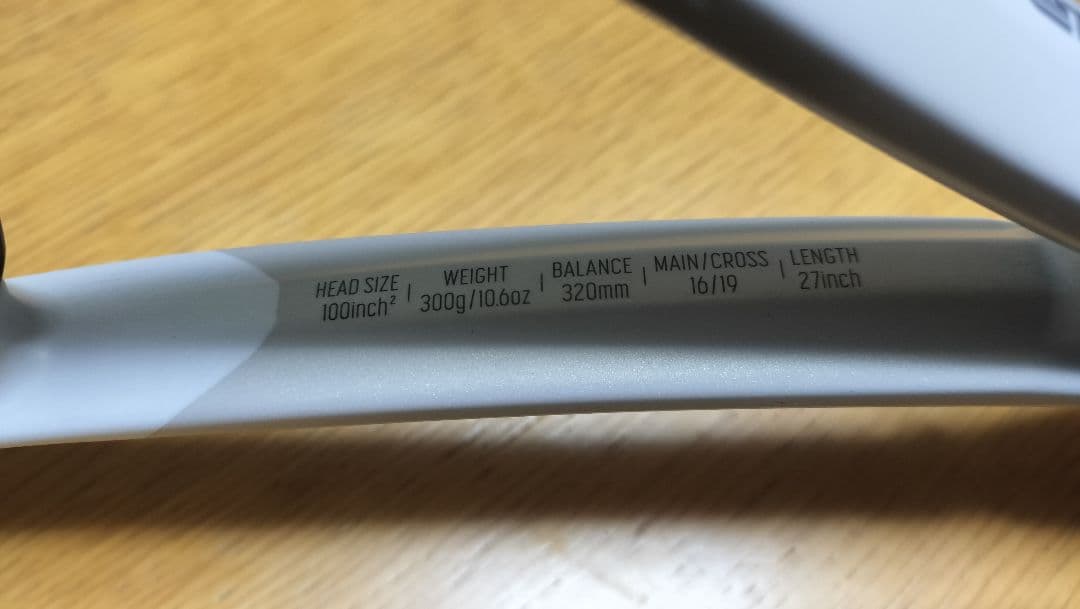 HEAD SIZE | WEIGHT | BALANCE | MAIN/CROSS | LENGTH
100inch² | 300g/10.6oz | 320mm | 16/19 | 27inch